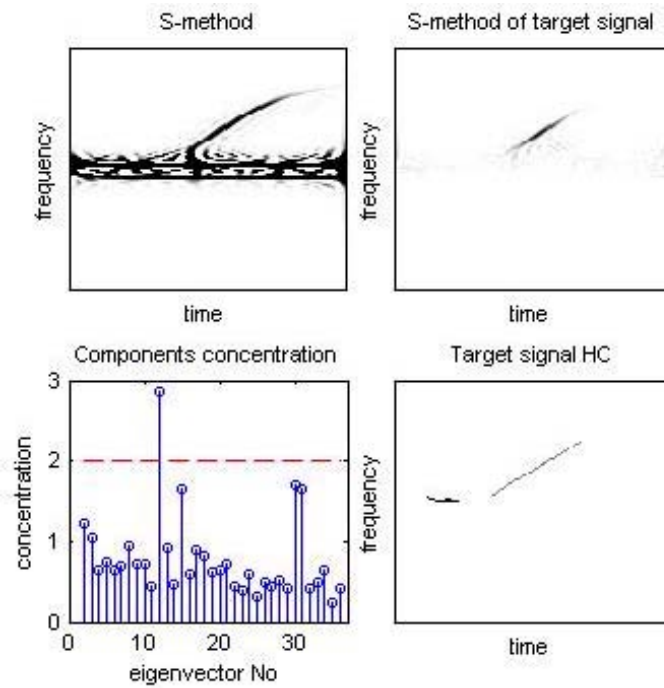 S-method
frequency
time
S-method of target signal
frequency
time
Components concentration
concentration
3
2
1
0
0 10 20 30
eigenvector No
Target signal HC
frequency
time